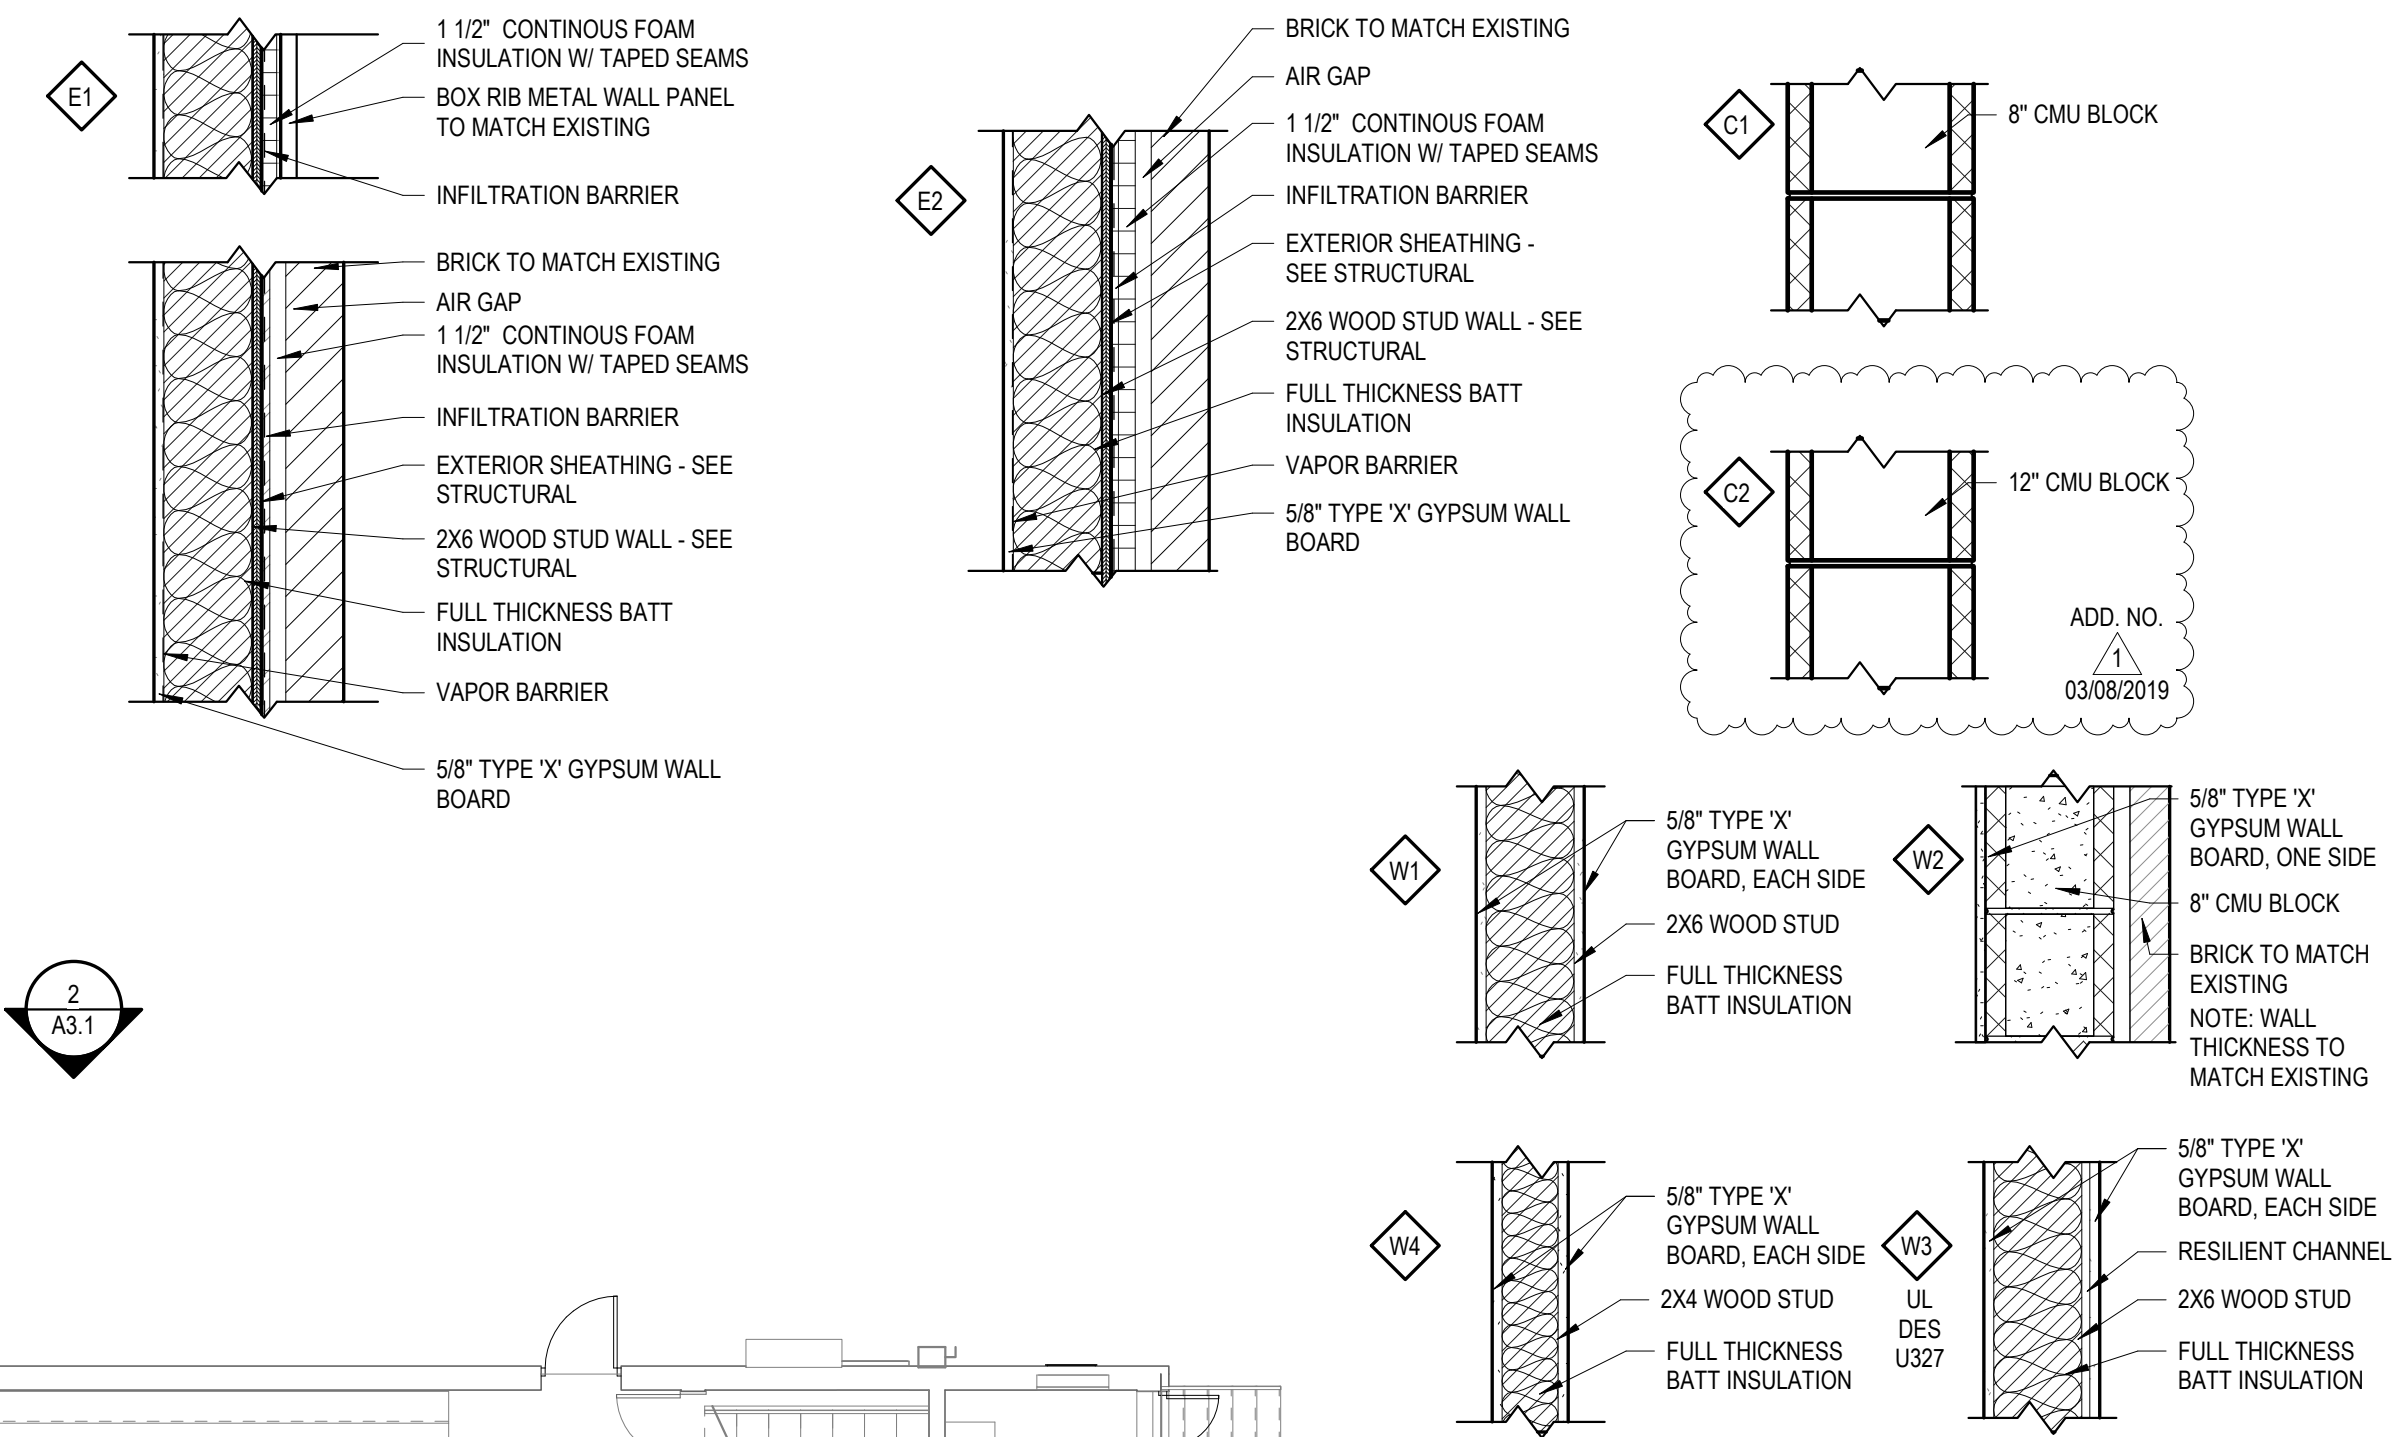 E1
1 1/2" CONTINOUS FOAM
INSULATION W/ TAPED SEAMS
BOX RIB METAL WALL PANEL
TO MATCH EXISTING
INFILTRATION BARRIER
BRICK TO MATCH EXISTING
AIR GAP
1 1/2" CONTINOUS FOAM
INSULATION W/ TAPED SEAMS
INFILTRATION BARRIER
EXTERIOR SHEATHING - SEE
STRUCTURAL
2X6 WOOD STUD WALL - SEE
STRUCTURAL
FULL THICKNESS BATT
INSULATION
VAPOR BARRIER
5/8" TYPE 'X' GYPSUM WALL
BOARD
E2
BRICK TO MATCH EXISTING
AIR GAP
1 1/2" CONTINOUS FOAM
INSULATION W/ TAPED SEAMS
INFILTRATION BARRIER
EXTERIOR SHEATHING -
SEE STRUCTURAL
2X6 WOOD STUD WALL - SEE
STRUCTURAL
FULL THICKNESS BATT
INSULATION
VAPOR BARRIER
5/8" TYPE 'X' GYPSUM WALL
BOARD
C1
8" CMU BLOCK
C2
12" CMU BLOCK
ADD. NO.
1
03/08/2019
W1
5/8" TYPE 'X'
GYPSUM WALL
BOARD, EACH SIDE
2X6 WOOD STUD
FULL THICKNESS
BATT INSULATION
W2
5/8" TYPE 'X'
GYPSUM WALL
BOARD, ONE SIDE
8" CMU BLOCK
BRICK TO MATCH
EXISTING
NOTE: WALL
THICKNESS TO
MATCH EXISTING
2
A3.1
W4
5/8" TYPE 'X'
GYPSUM WALL
BOARD, EACH SIDE
2X4 WOOD STUD
FULL THICKNESS
BATT INSULATION
W3
UL
DES
U327
5/8" TYPE 'X'
GYPSUM WALL
BOARD, EACH SIDE
RESILIENT CHANNEL
2X6 WOOD STUD
FULL THICKNESS
BATT INSULATION